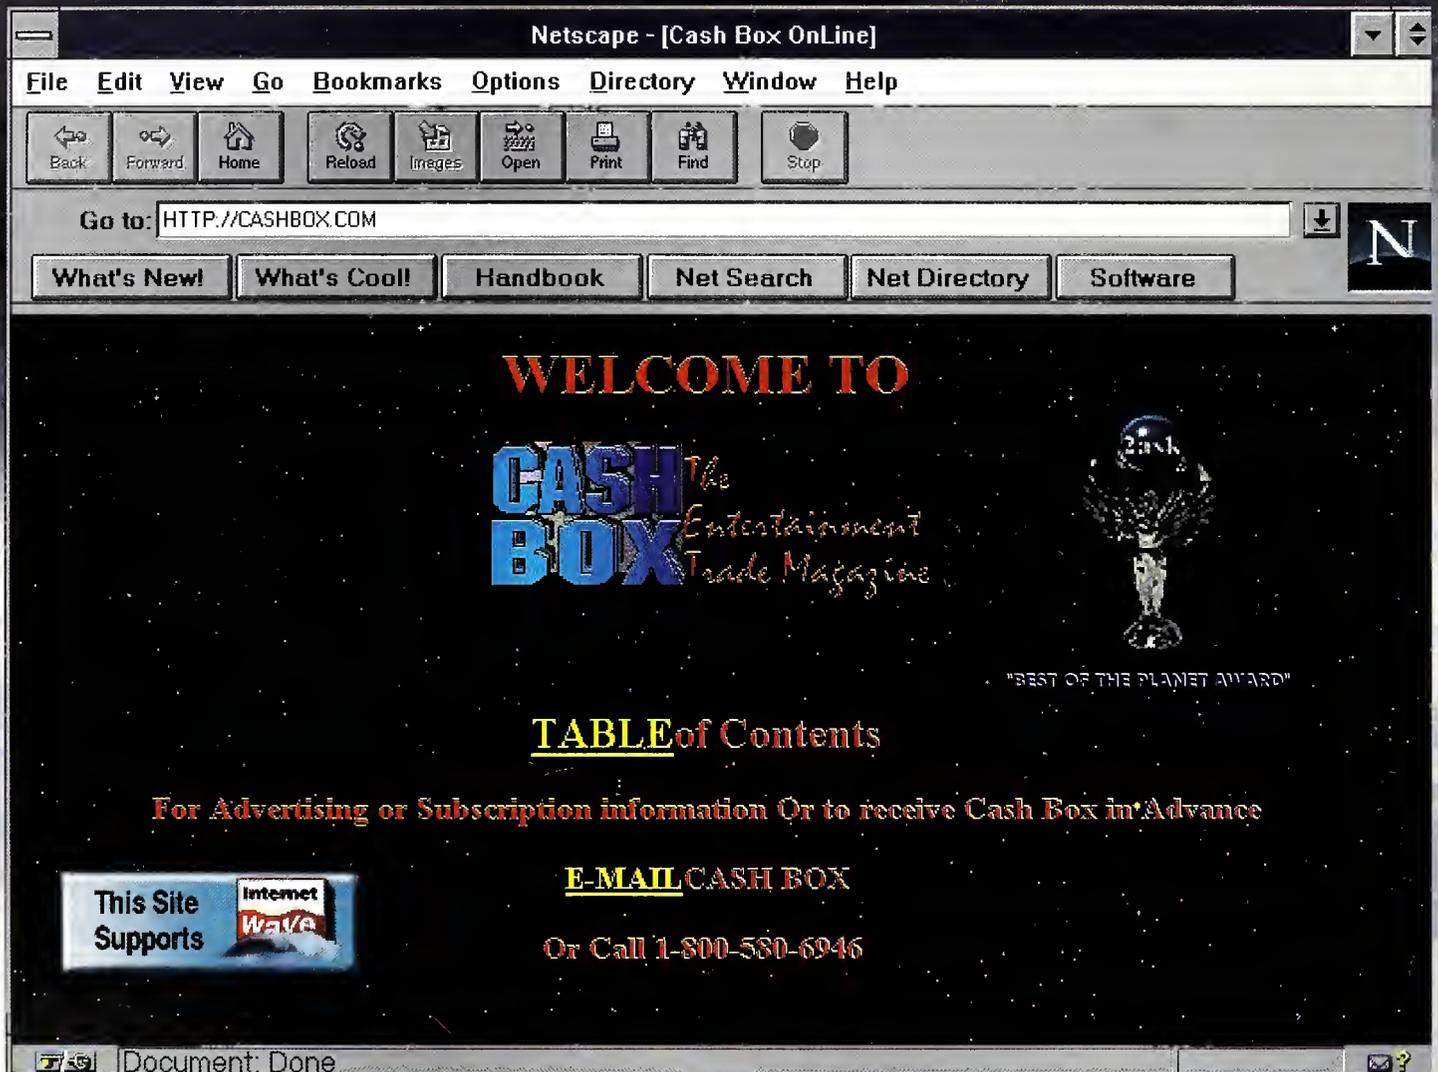 Netscape - [Cash Box OnLine]
File Edit View Go Bookmarks Options Directory Window Help
Back Forward Home Reload Images Open Print Find Stop
Go to: HTTP://CASHBOX.COM
N
What's New! What's Cool! Handbook Net Search Net Directory Software
WELCOME TO
CASH BOX
The
Entertainment
Trade Magazine
"BEST OF THE PLANET AWARD"
TABLE of Contents
For Advertising or Subscription information Or to receive Cash Box in Advance
E-MAIL CASH BOX
Or Call 1-800-580-6946
This Site
Supports
Internet
Wave
Document: Done